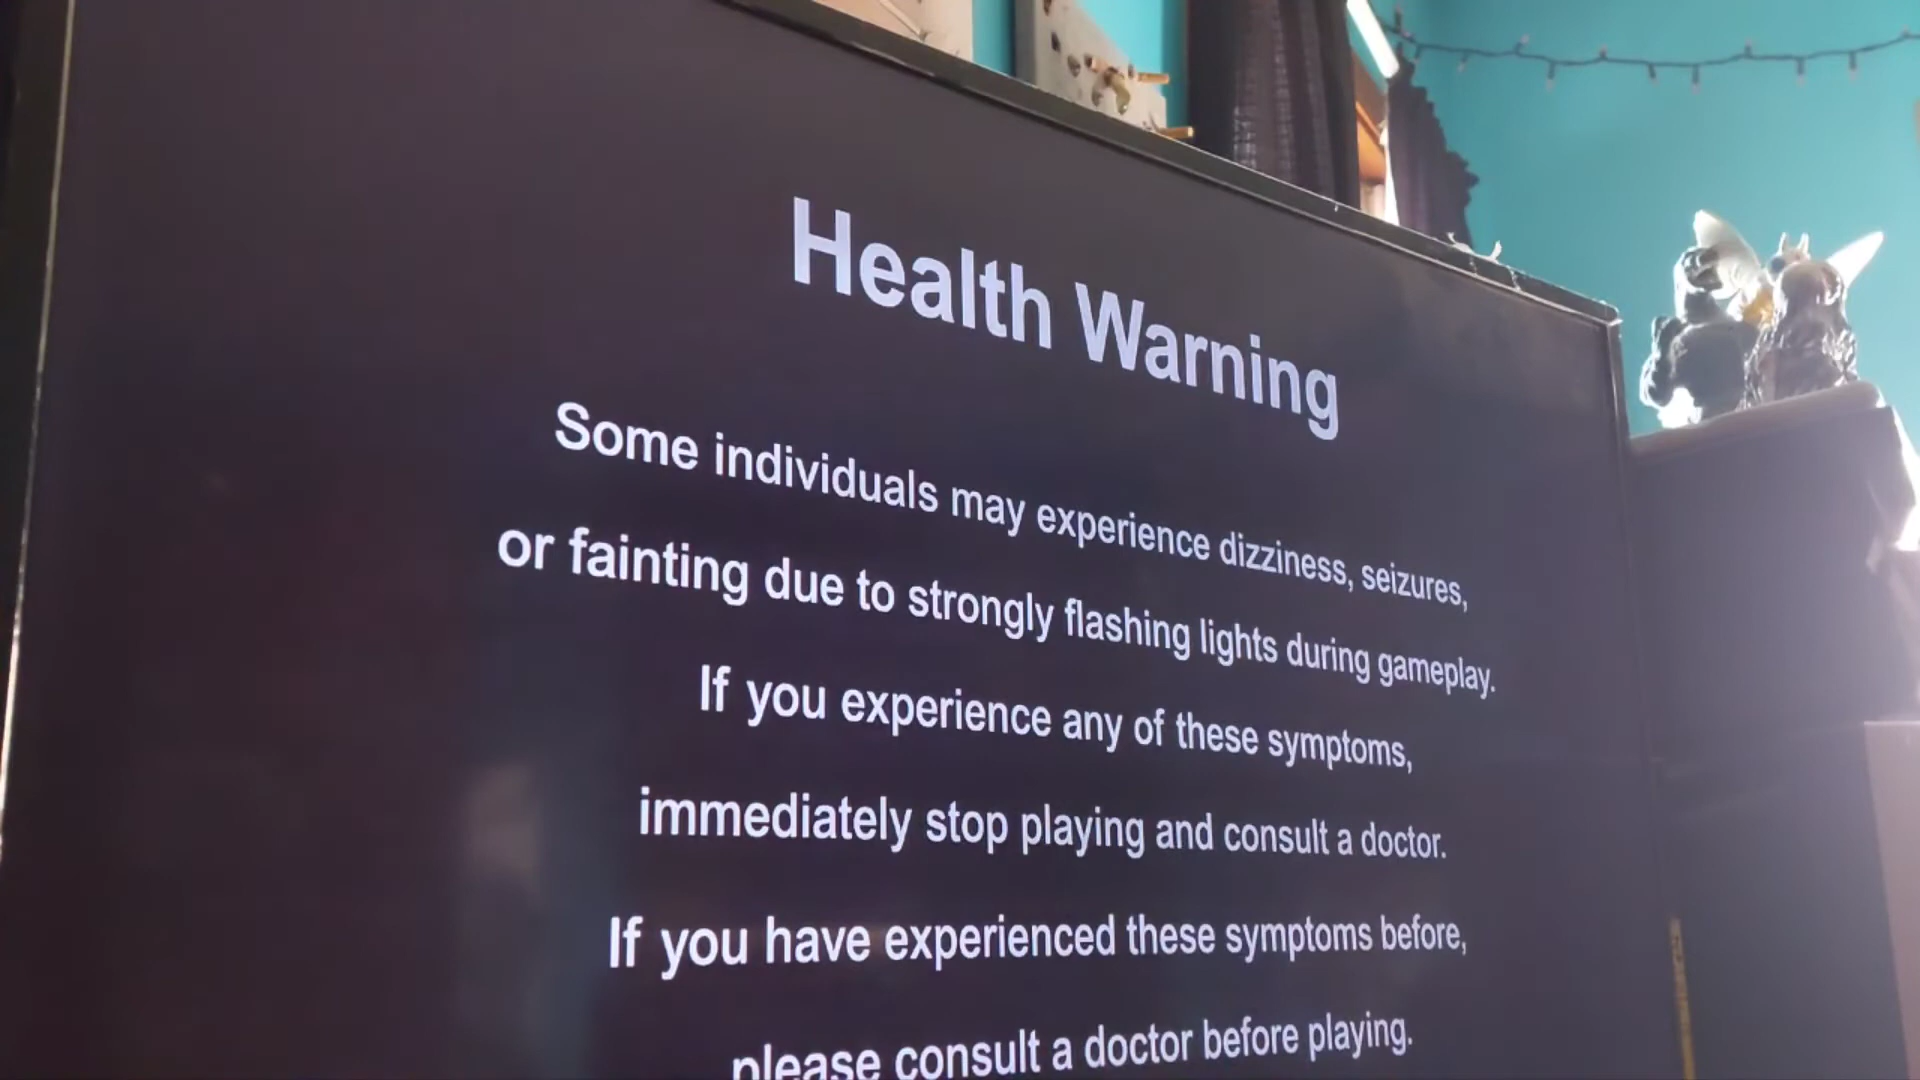 Health Warning
Some individuals may experience dizziness, seizures,
or fainting due to strongly flashing lights during gameplay.
If you experience any of these symptoms,
immediately stop playing and consult a doctor.
If you have experienced these symptoms before,
please consult a doctor before playing.